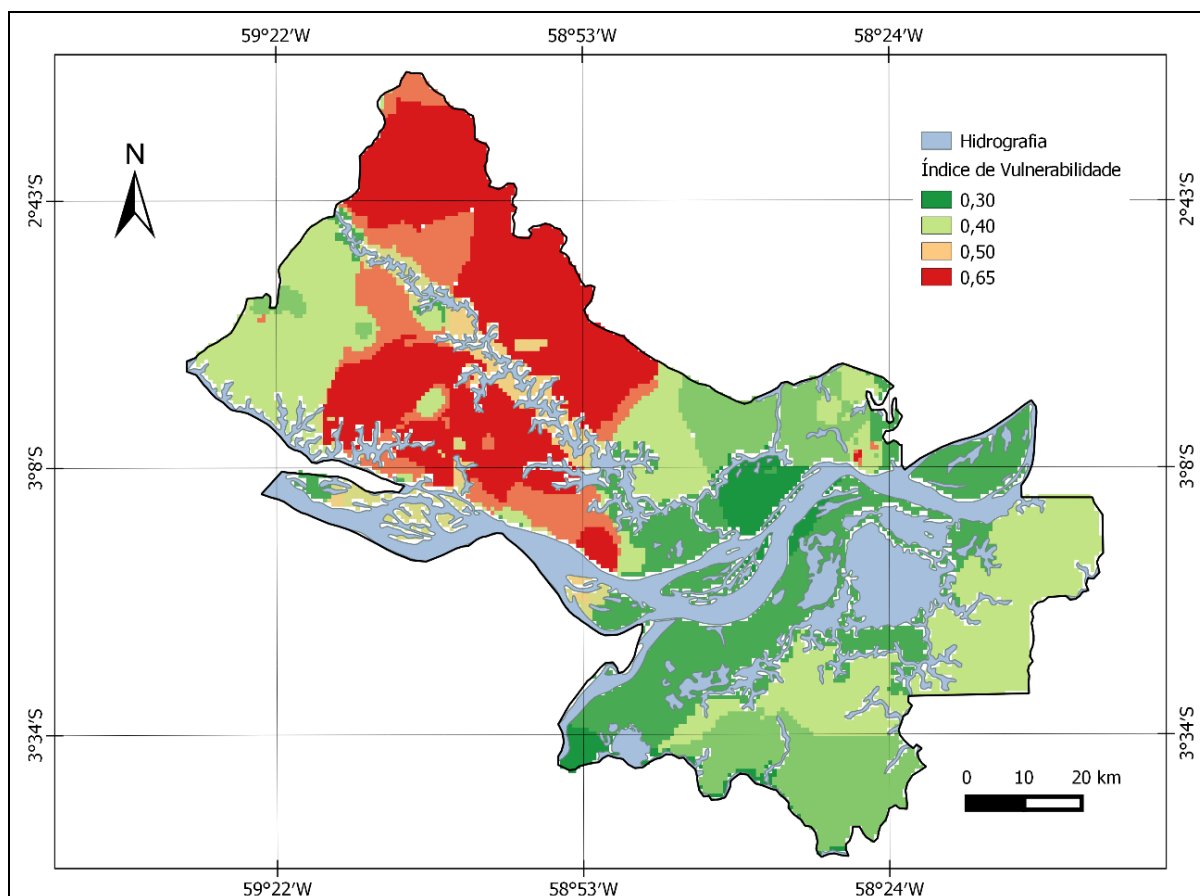 59°22'W 58°53'W 58°24'W
N
Hidrografia
Índice de Vulnerabilidade
0,30
0,40
0,50
0,65
2°43'S 2°43'S
3°8'S 3°8'S
3°34'S 3°34'S
0 10 20 km
59°22'W 58°53'W 58°24'W